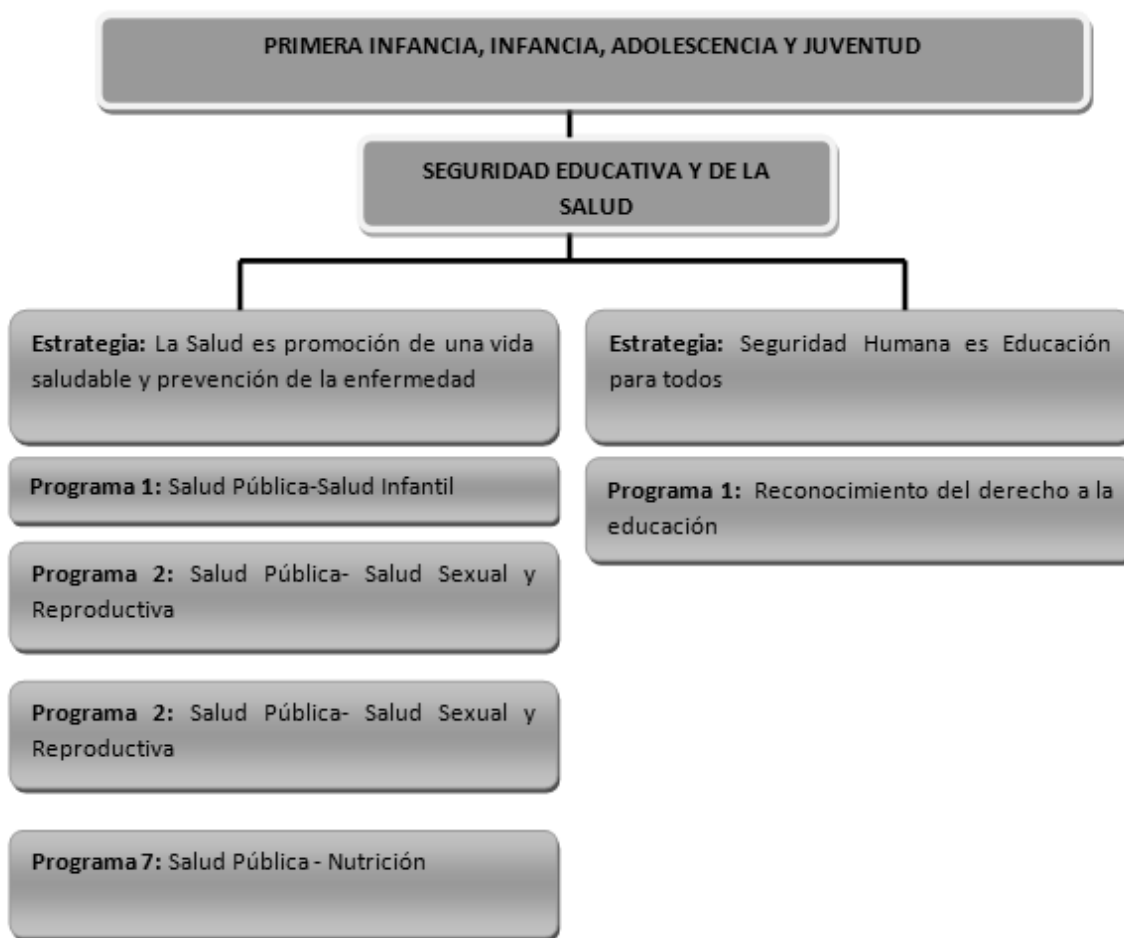 PRIMERA INFANCIA, INFANCIA, ADOLESCENCIA Y JUVENTUD
SEGURIDAD EDUCATIVA Y DE LA
SALUD
Estrategia: La Salud es promoción de una vida
saludable y prevención de la enfermedad
Programa 1: Salud Pública-Salud Infantil
Programa 2: Salud Pública- Salud Sexual y
Reproductiva
Programa 2: Salud Pública- Salud Sexual y
Reproductiva
Programa 7: Salud Pública - Nutrición
Estrategia: Seguridad Humana es Educación
para todos
Programa 1: Reconocimiento del derecho a la
educación